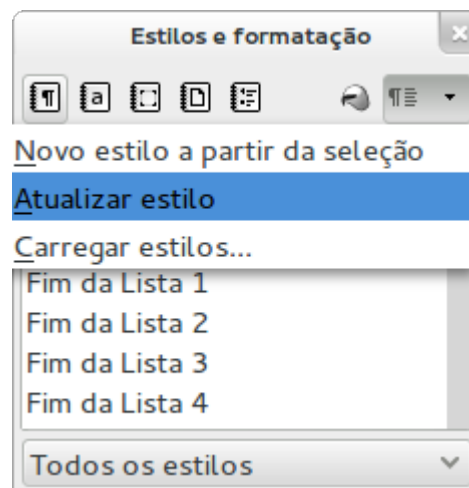 Estilos e formatação
Novo estilo a partir da seleção
Atualizar estilo
Carregar estilos...
Fim da Lista 1
Fim da Lista 2
Fim da Lista 3
Fim da Lista 4
Todos os estilos